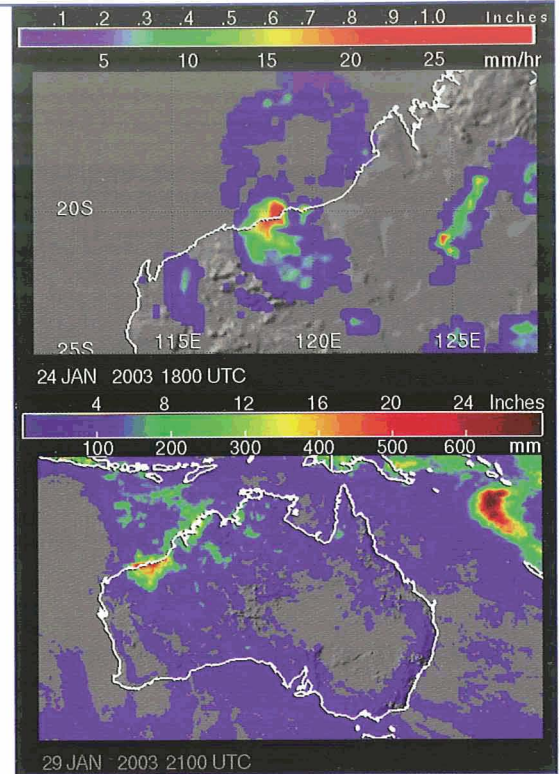 .1 .2 .3 .4 .5 .6 .7 .8 .9 .1.0 Inches
5 10 15 20 25 mm/hr
20S
115E 120E 125E
25S
24 JAN 2003 1800 UTC
4 8 12 16 20 24 Inches
100 200 300 400 500 600 mm
29 JAN 2003 2100 UTC